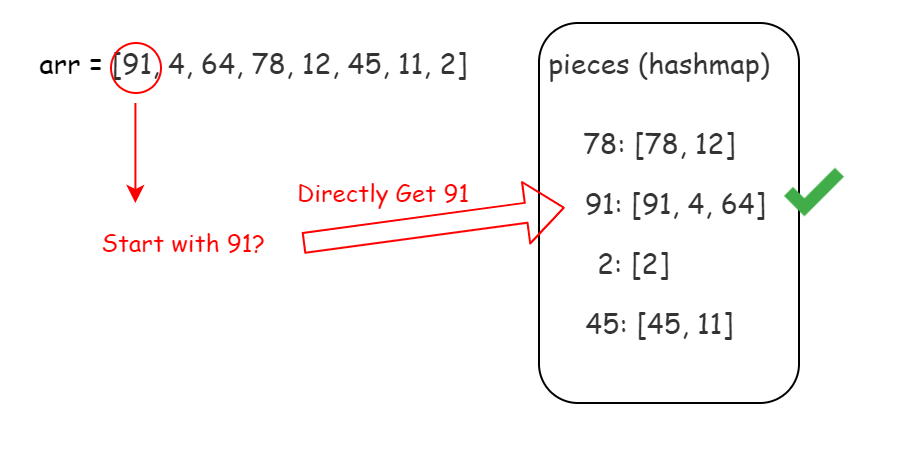 arr = [91, 4, 64, 78, 12, 45, 11, 2]
pieces (hashmap)
78: [78, 12]
Directly Get 91
91: [91, 4, 64]
Start with 91?
2: [2]
45: [45, 11]